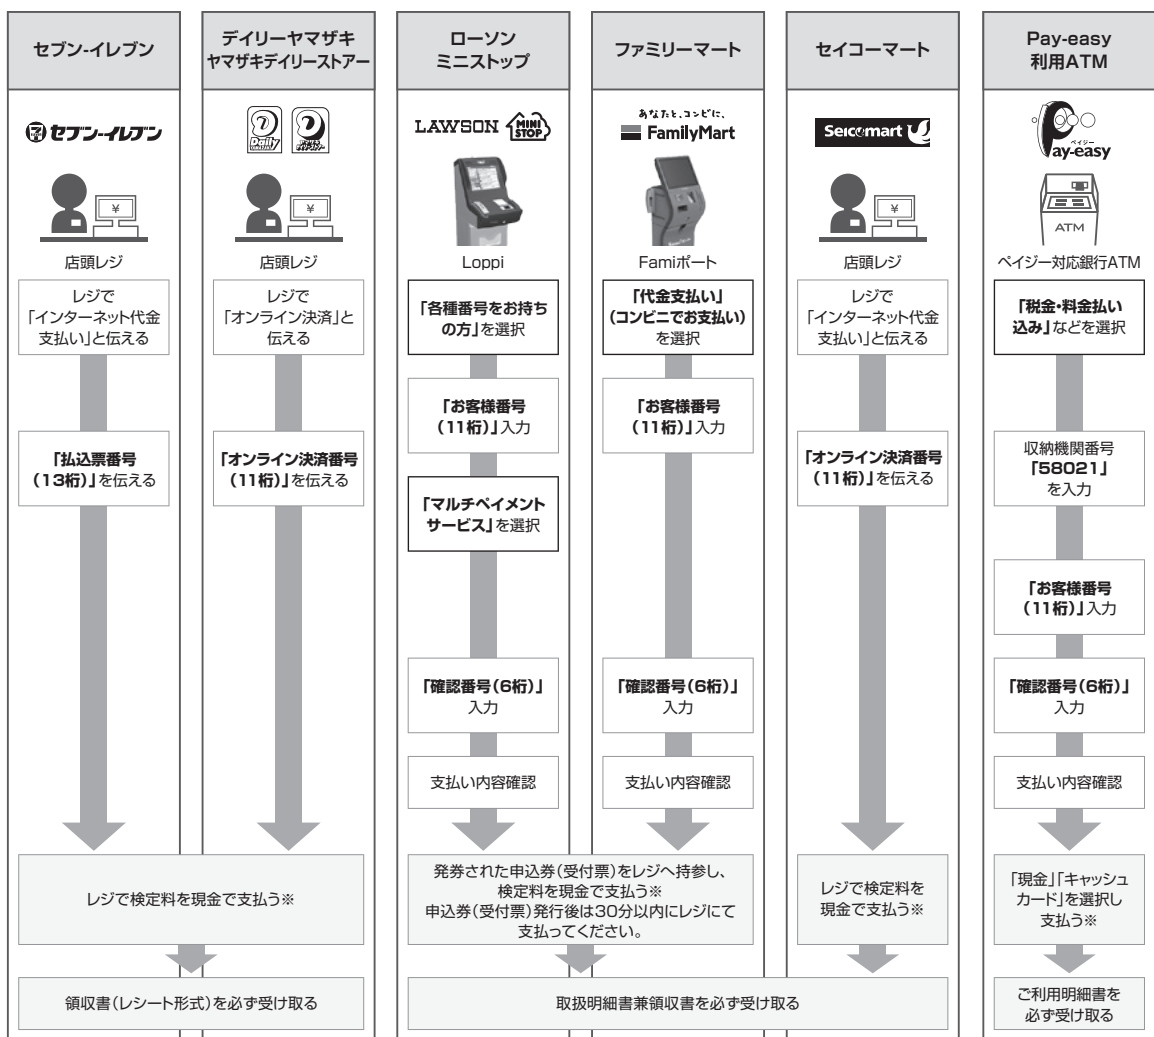 セブン-イレブン
デイリーヤマザキ
ヤマザキデイリーストアー
ローソン
ミニストップ
ファミリーマート
セイコーマート
Pay-easy
利用ATM
セブン-イレブン
Daily
LAWSON
MINI
STOP
あなたと、コンビに、
FamilyMart
Seicomart
ペイジー
Pay-easy
¥
¥
¥
ATM
店頭レジ
店頭レジ
Loppi
Famiポート
店頭レジ
ペイジー対応銀行ATM
レジで
「インターネット代金
支払い」と伝える
レジで
「オンライン決済」と
伝える
「各種番号をお持ち
の方」を選択
「代金支払い」
(コンビニでお支払い)
を選択
レジで
「インターネット代金
支払い」と伝える
「税金・料金払い
込み」などを選択
「お客様番号
(11桁)」入力
「お客様番号
(11桁)」入力
「払込票番号
(13桁)」を伝える
「オンライン決済番号
(11桁)」を伝える
「マルチペイメント
サービス」を選択
「オンライン決済番号
(11桁)」を伝える
収納機関番号
「58021」
を入力
「お客様番号
(11桁)」入力
「確認番号(6桁)」
入力
「確認番号(6桁)」
入力
「確認番号(6桁)」
入力
支払い内容確認
支払い内容確認
支払い内容確認
レジで検定料を現金で支払う※
発券された申込券(受付票)をレジへ持参し、
検定料を現金で支払う※
申込券(受付票)発行後は30分以内にレジにて
支払ってください。
レジで検定料を
現金で支払う※
「現金」「キャッシュ
カード」を選択し
支払う※
領収書(レシート形式)を必ず受け取る
取扱明細書兼領収書を必ず受け取る
ご利用明細書を
必ず受け取る